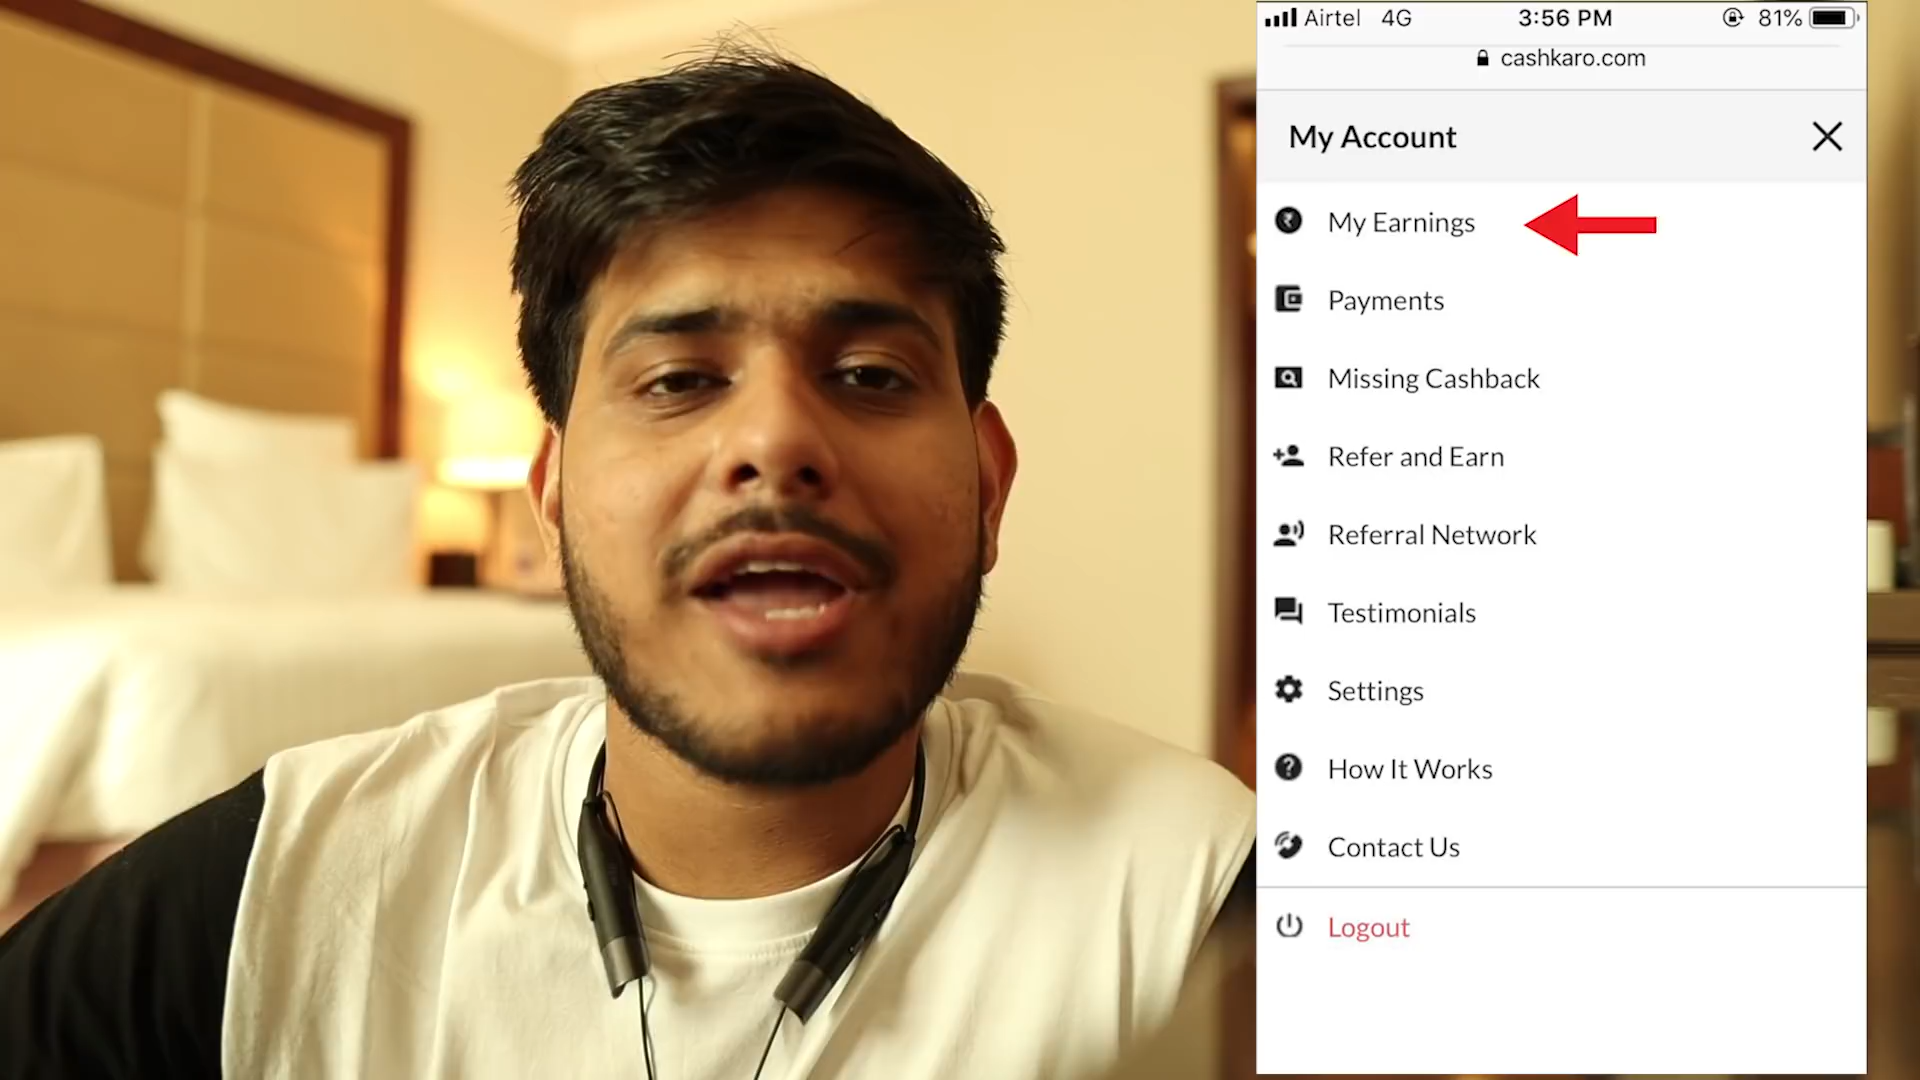 Airtel 4G 3:56 PM 81%
cashkaro.com
My Account
My Earnings
Payments
Missing Cashback
Refer and Earn
Referral Network
Testimonials
Settings
How It Works
Contact Us
Logout